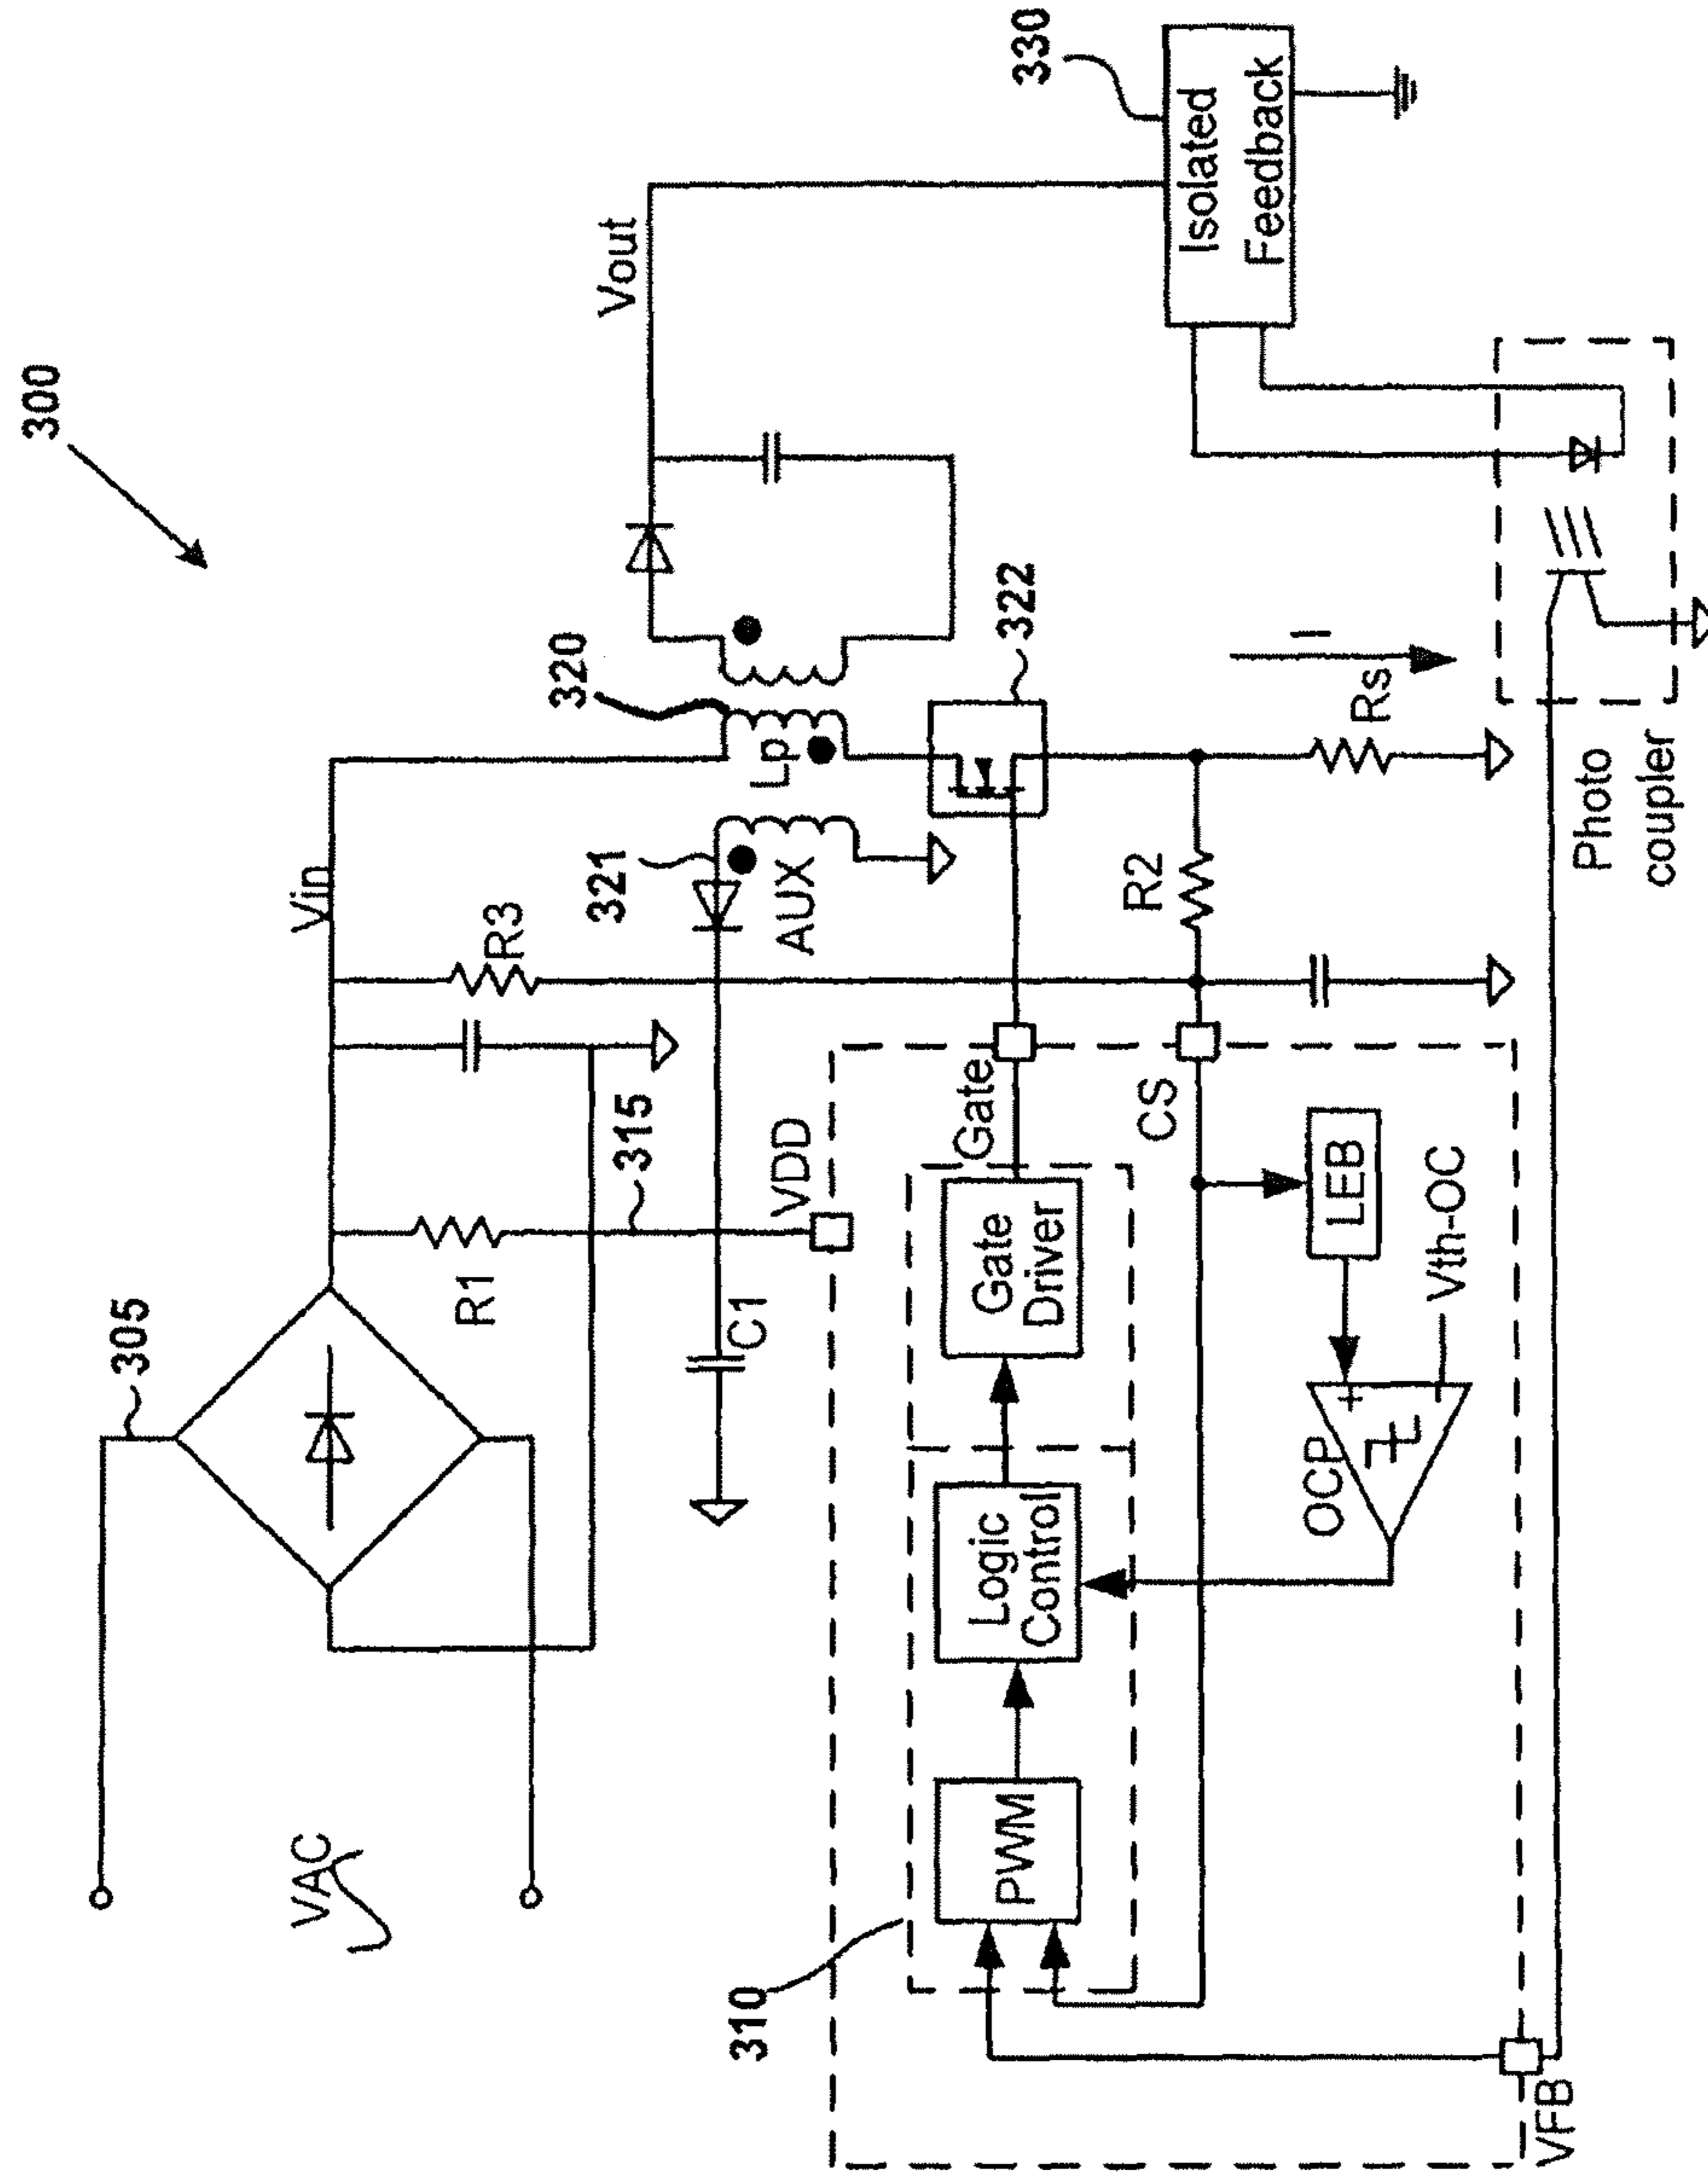 300
305
VAC
Vin
R1
R3
315
VDD
C1
321
AUX
320
Lp
Vout
322
310
PWM
Logic
Control
Gate
Driver
Gate
CS
R2
Rs
I
LEB
OCP
+
-
Vth-OC
VFB
Photo
coupler
330
Isolated
Feedback